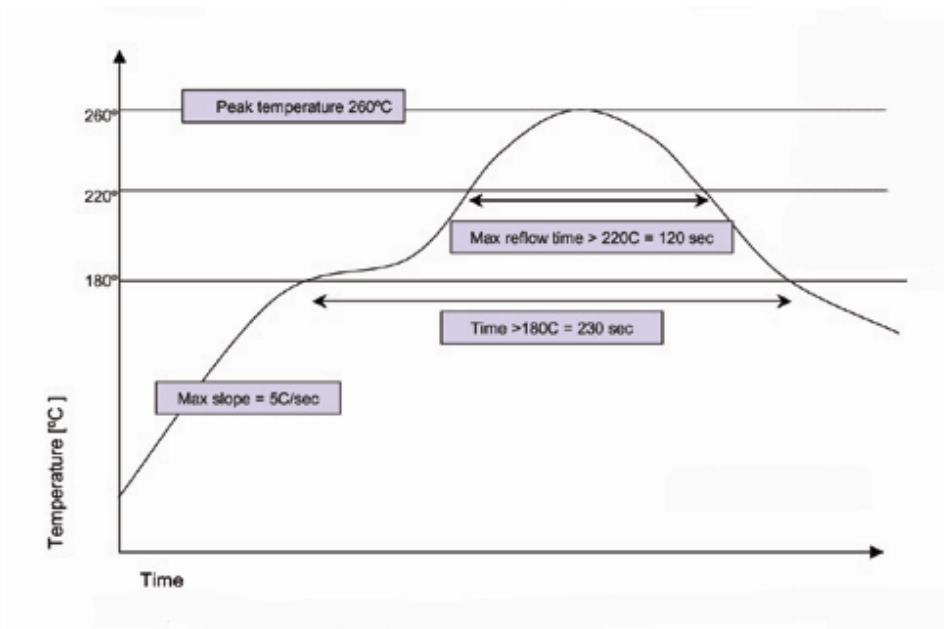 Peak temperature 260ºC
260º
220º
Max reflow time > 220C = 120 sec
180º
Time >180C = 230 sec
Max slope = 5C/sec
Temperature [ºC ]
Time